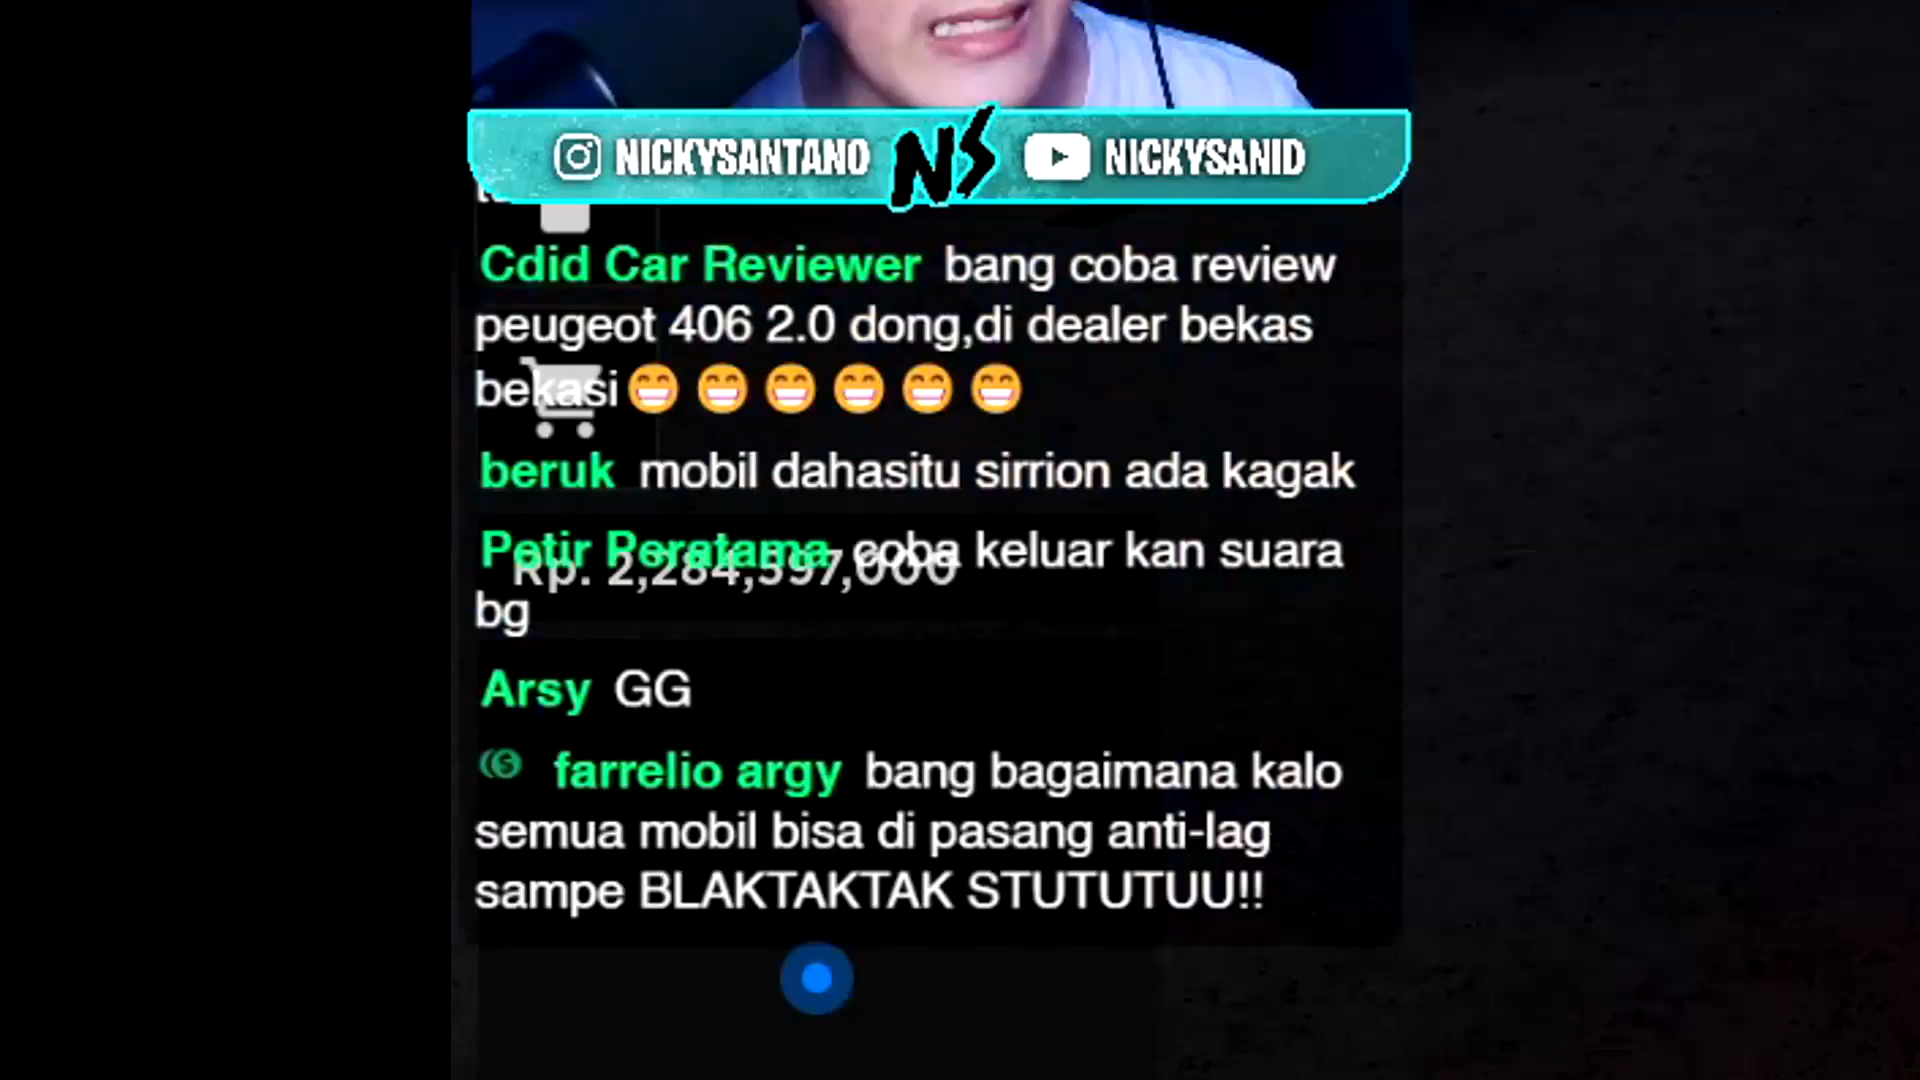 NICKYSANTANO NS NICKYSANID
Cdid Car Reviewer bang coba review
peugeot 406 2.0 dong,di dealer bekas
bekasi😁😁😁😁😁😁
beruk mobil dahasitu sirrion ada kagak
Petir Peratama coba keluar kan suara
Rp. 2,284,597,000
bg
Arsy GG
farrelio argy bang bagaimana kalo
semua mobil bisa di pasang anti-lag
sampe BLAKTAKTAK STUTUTUU!!